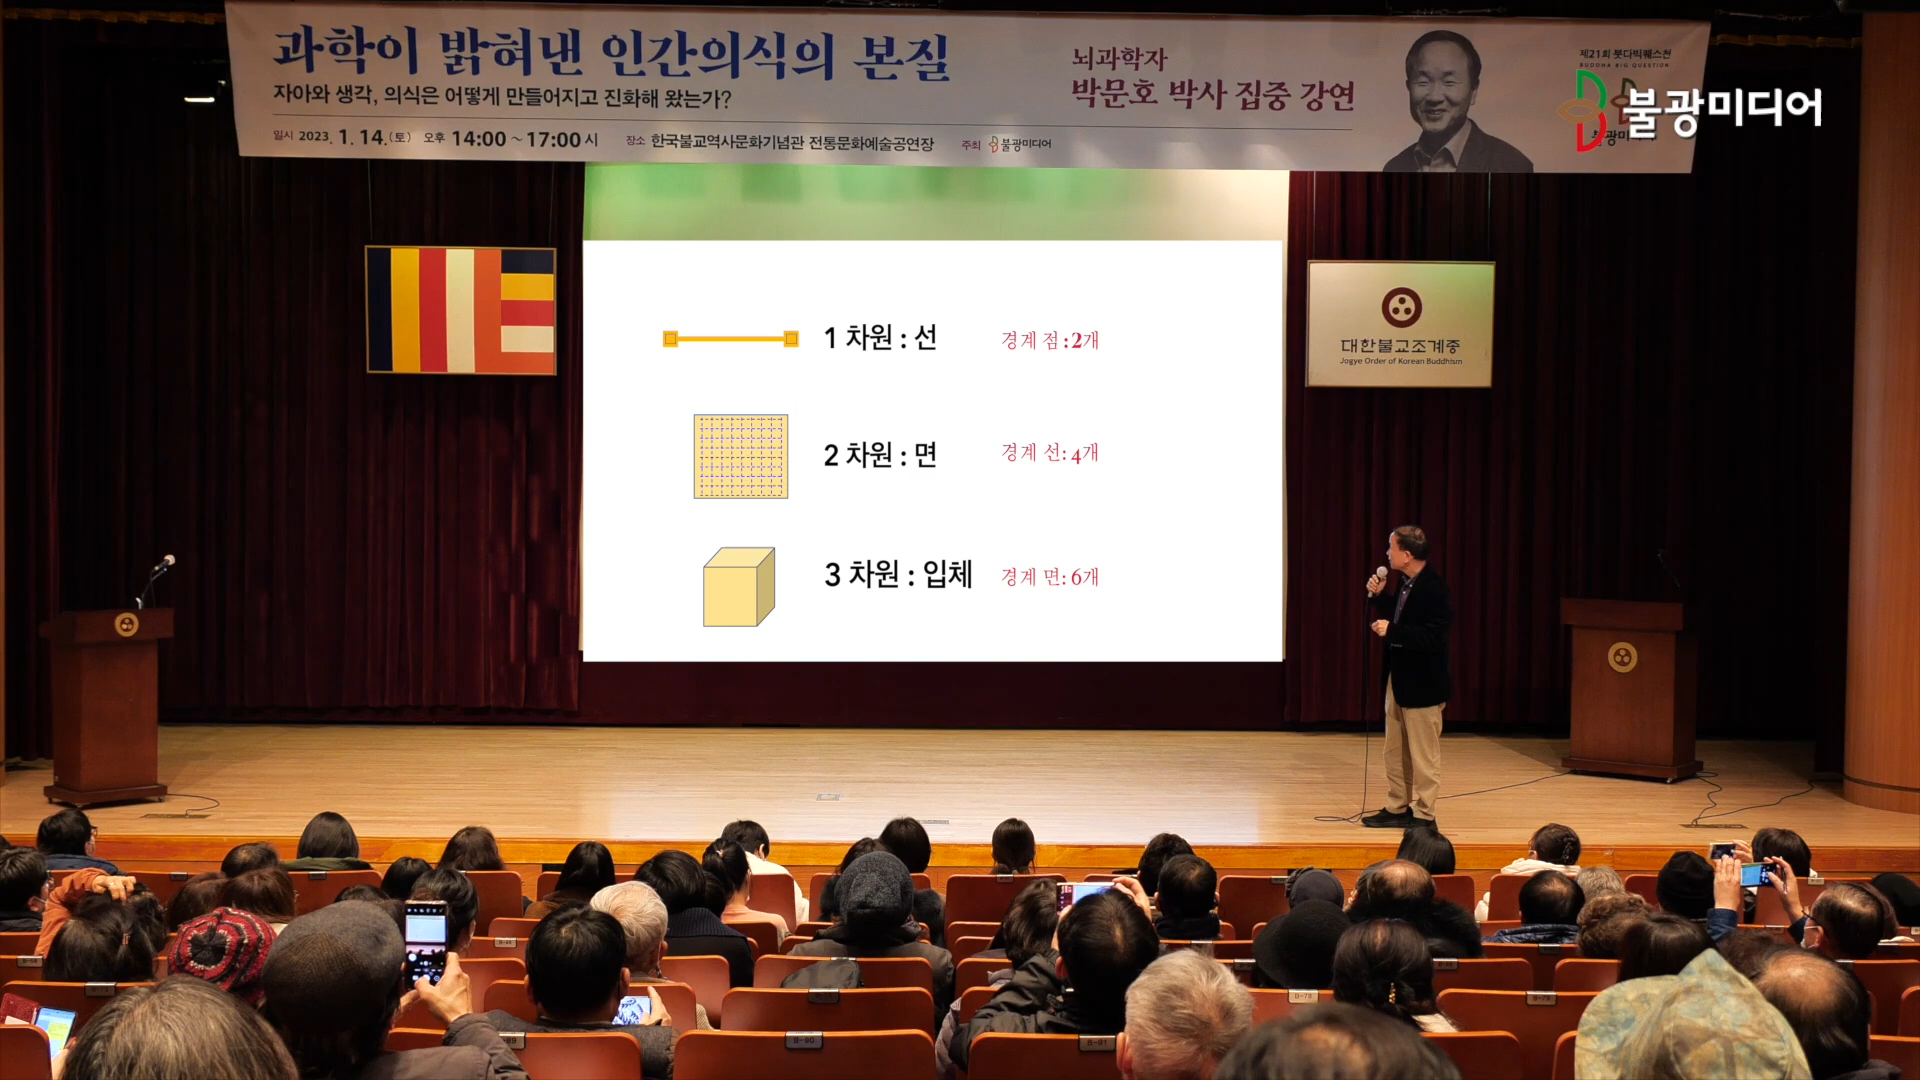 과학이 밝혀낸 인간의식의 본질
자아와 생각, 의식은 어떻게 만들어지고 진화해 왔는가?
일시 2023. 1. 14.(토) 오후 14:00 ~ 17:00 시 장소 한국불교역사문화기념관 전통문화예술공연장 주최 불광미디어
뇌과학자
박문호 박사 집중 강연
제21회 붓다빅퀘스천
BUDDHA BIG QUESTION
불광미디어
1 차원 : 선 경계 점 : 2개
2 차원 : 면 경계 선: 4개
3 차원 : 입체 경계 면: 6개
대한불교조계종
Jogye Order of Korean Buddhism
B-90
B-91